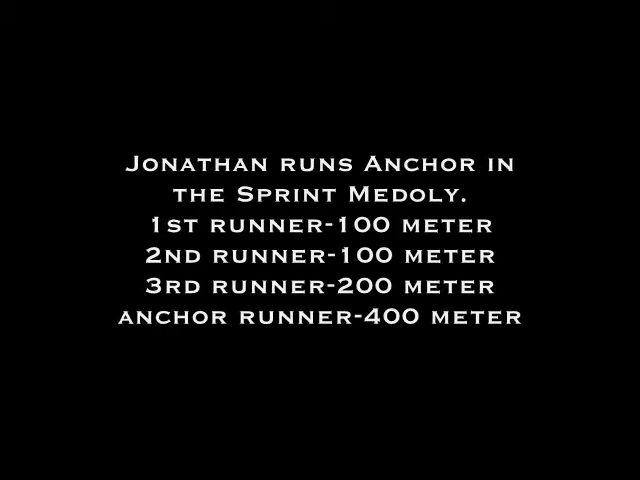 Jonathan runs Anchor in
the Sprint Medoly.
1st runner-100 meter
2nd runner-100 meter
3rd runner-200 meter
anchor runner-400 meter